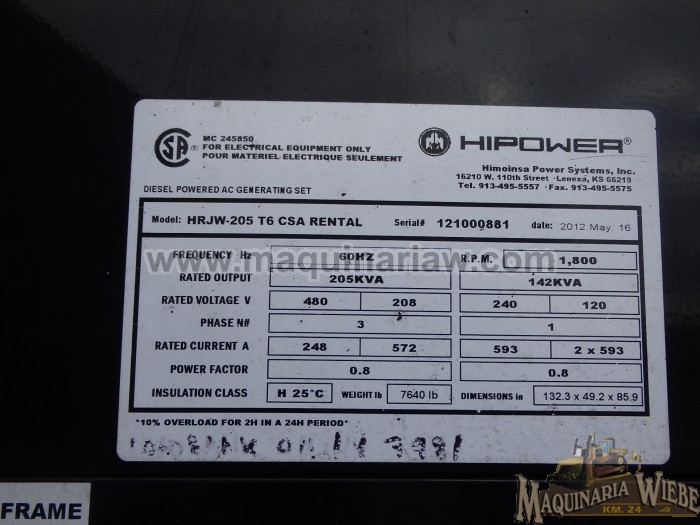 MC 245850
FOR ELECTRICAL EQUIPMENT ONLY
POUR MATERIEL ELECTRIQUE SEULEMENT
HIPOWER®
Himoinsa Power Systems, Inc.
16210 W. 110th Street · Lenexa, KS 66219
Tel. 913-495-5557 · Fax. 913-495-5575
DIESEL POWERED AC GENERATING SET
Model: HRJW-205 T6 CSA RENTAL Serial# 121000881 date: 2012 May. 16
www.maquinariaw.com
FREQUENCY Hz 60HZ R.P.M. 1,800
RATED OUTPUT 205KVA 142KVA
RATED VOLTAGE V 480 208 240 120
PHASE N# 3 1
RATED CURRENT A 248 572 593 2 x 593
POWER FACTOR 0.8 0.8
INSULATION CLASS H 25°C WEIGHT lb 7640 lb DIMENSIONS in 132.3 x 49.2 x 85.9
*10% OVERLOAD FOR 2H IN A 24H PERIOD*
FRAME
MAQUINARIA WIEBE
KM. 24